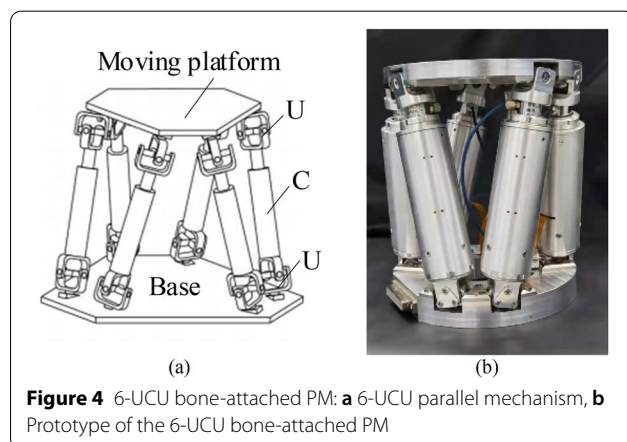 Moving platform
U
C
U
Base
(a)
(b)
Figure 4 6-UCU bone-attached PM: a 6-UCU parallel mechanism, b
Prototype of the 6-UCU bone-attached PM